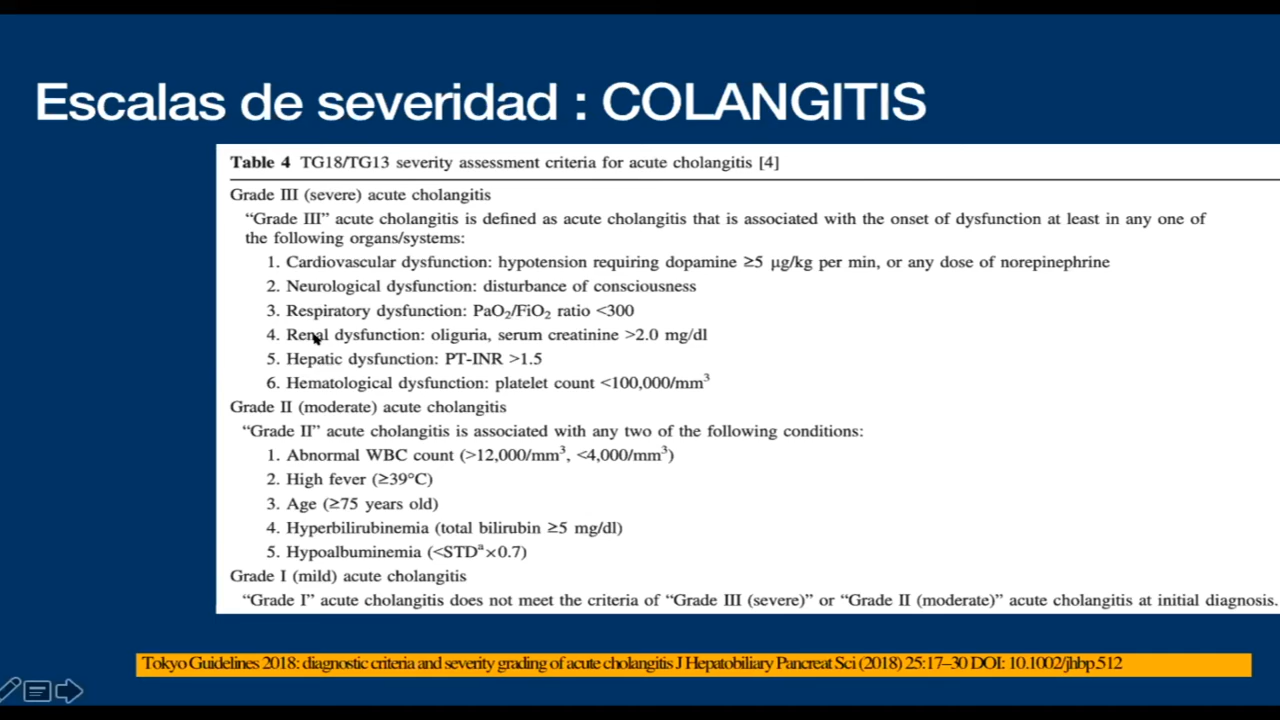 Escalas de severidad : COLANGITIS
Table 4 TG18/TG13 severity assessment criteria for acute cholangitis [4]
Grade III (severe) acute cholangitis
“Grade III” acute cholangitis is defined as acute cholangitis that is associated with the onset of dysfunction at least in any one of
the following organs/systems:
1. Cardiovascular dysfunction: hypotension requiring dopamine ≥5 μg/kg per min, or any dose of norepinephrine
2. Neurological dysfunction: disturbance of consciousness
3. Respiratory dysfunction: PaO₂/FiO₂ ratio <300
4. Renal dysfunction: oliguria, serum creatinine >2.0 mg/dl
5. Hepatic dysfunction: PT-INR >1.5
6. Hematological dysfunction: platelet count <100,000/mm³
Grade II (moderate) acute cholangitis
“Grade II” acute cholangitis is associated with any two of the following conditions:
1. Abnormal WBC count (>12,000/mm³, <4,000/mm³)
2. High fever (≥39°C)
3. Age (≥75 years old)
4. Hyperbilirubinemia (total bilirubin ≥5 mg/dl)
5. Hypoalbuminemia (<STDᵃ×0.7)
Grade I (mild) acute cholangitis
“Grade I” acute cholangitis does not meet the criteria of “Grade III (severe)” or “Grade II (moderate)” acute cholangitis at initial diagnosis.
Tokyo Guidelines 2018: diagnostic criteria and severity grading of acute cholangitis J Hepatobiliary Pancreat Sci (2018) 25:17–30 DOI: 10.1002/jhbp.512